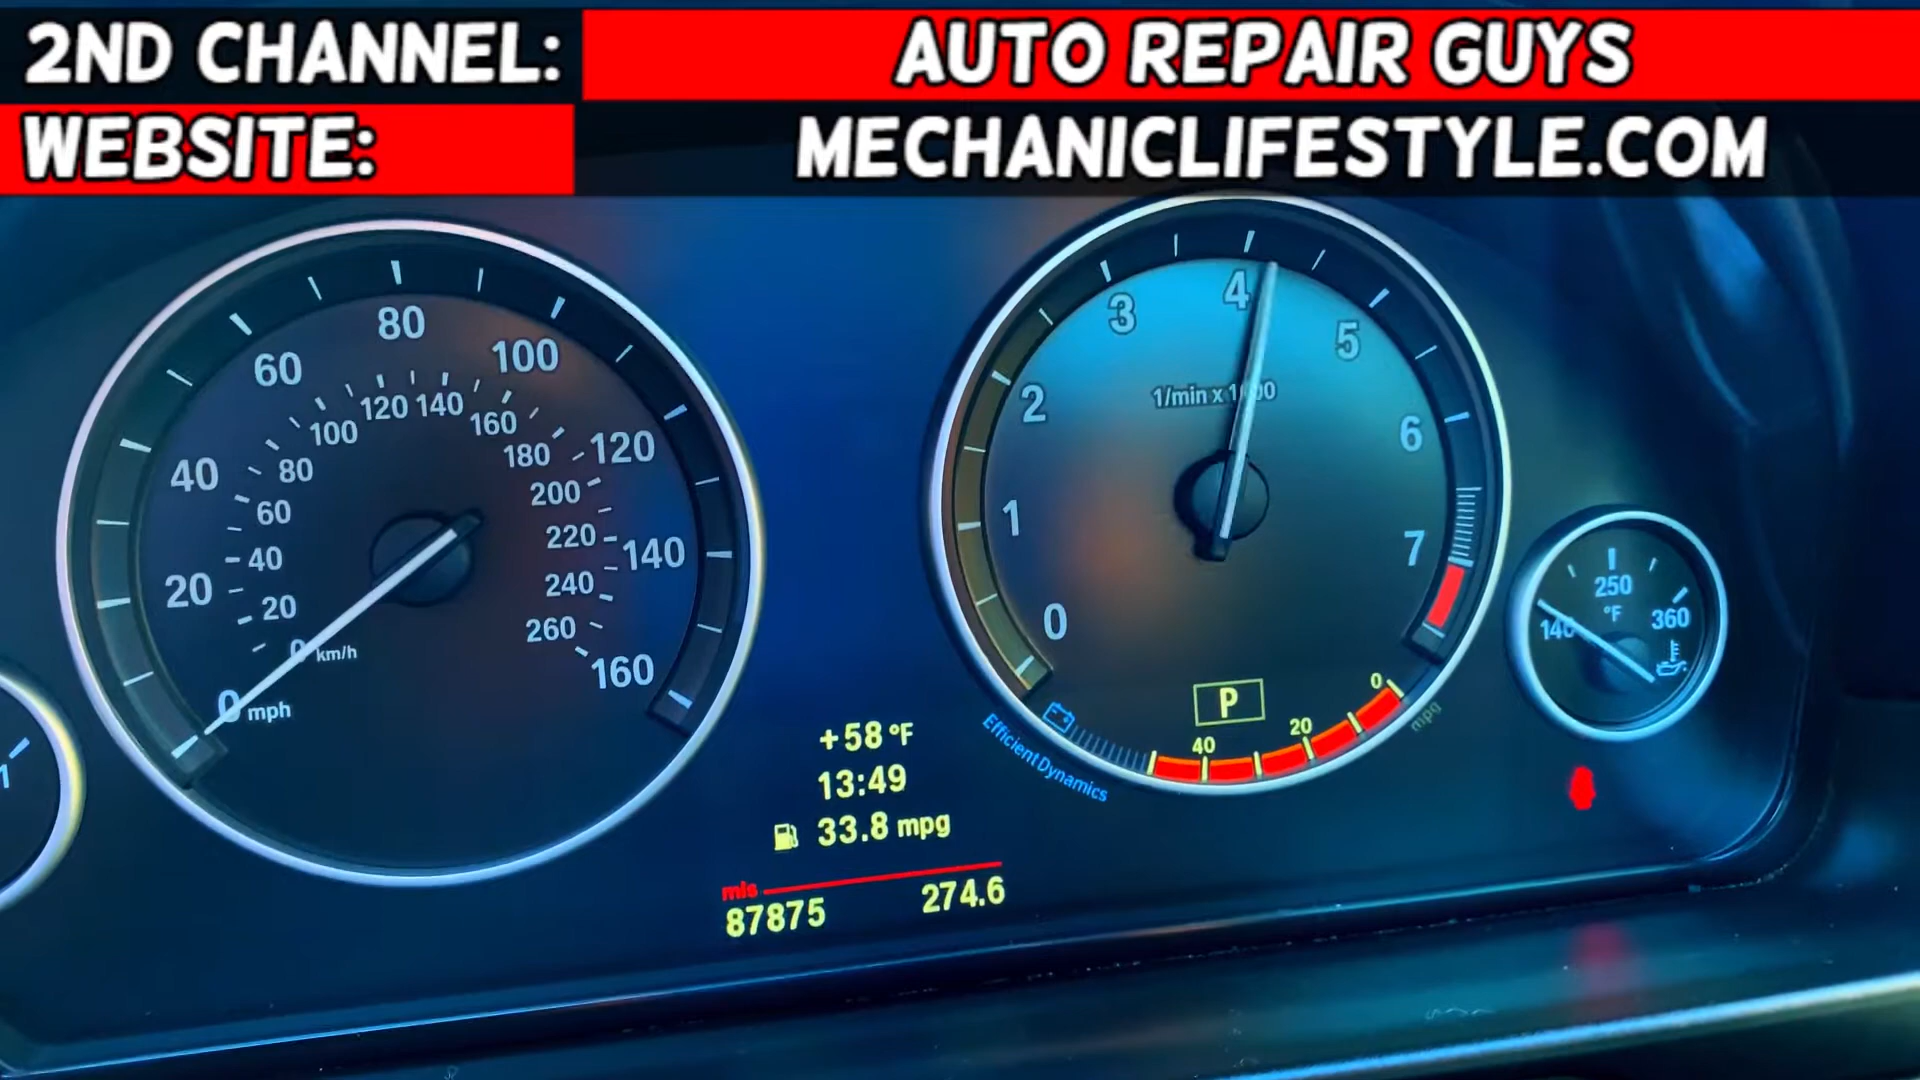 2ND CHANNEL: AUTO REPAIR GUYS
WEBSITE: MECHANICLIFESTYLE.COM
0 20 40 60 80 100 120 140 160
mph
0 20 40 60 80 100 120 140 160 180 200 220 240 260
km/h
0 1 2 3 4 5 6 7
1/min x 1000
P
40 20 0
mpg
EfficientDynamics
140 250 360
°F
+58 °F
13:49
33.8 mpg
mls
87875 274.6
1